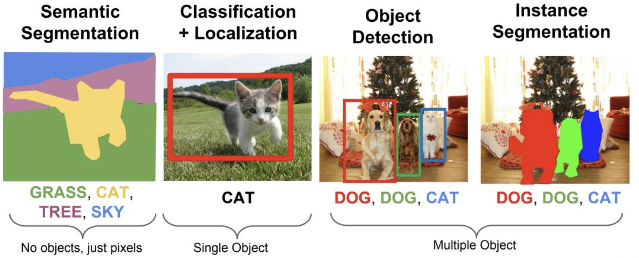 Semantic
Segmentation
Classification
+ Localization
Object
Detection
Instance
Segmentation
GRASS, CAT,
TREE, SKY
CAT
DOG, DOG, CAT
DOG, DOG, CAT
No objects, just pixels
Single Object
Multiple Object